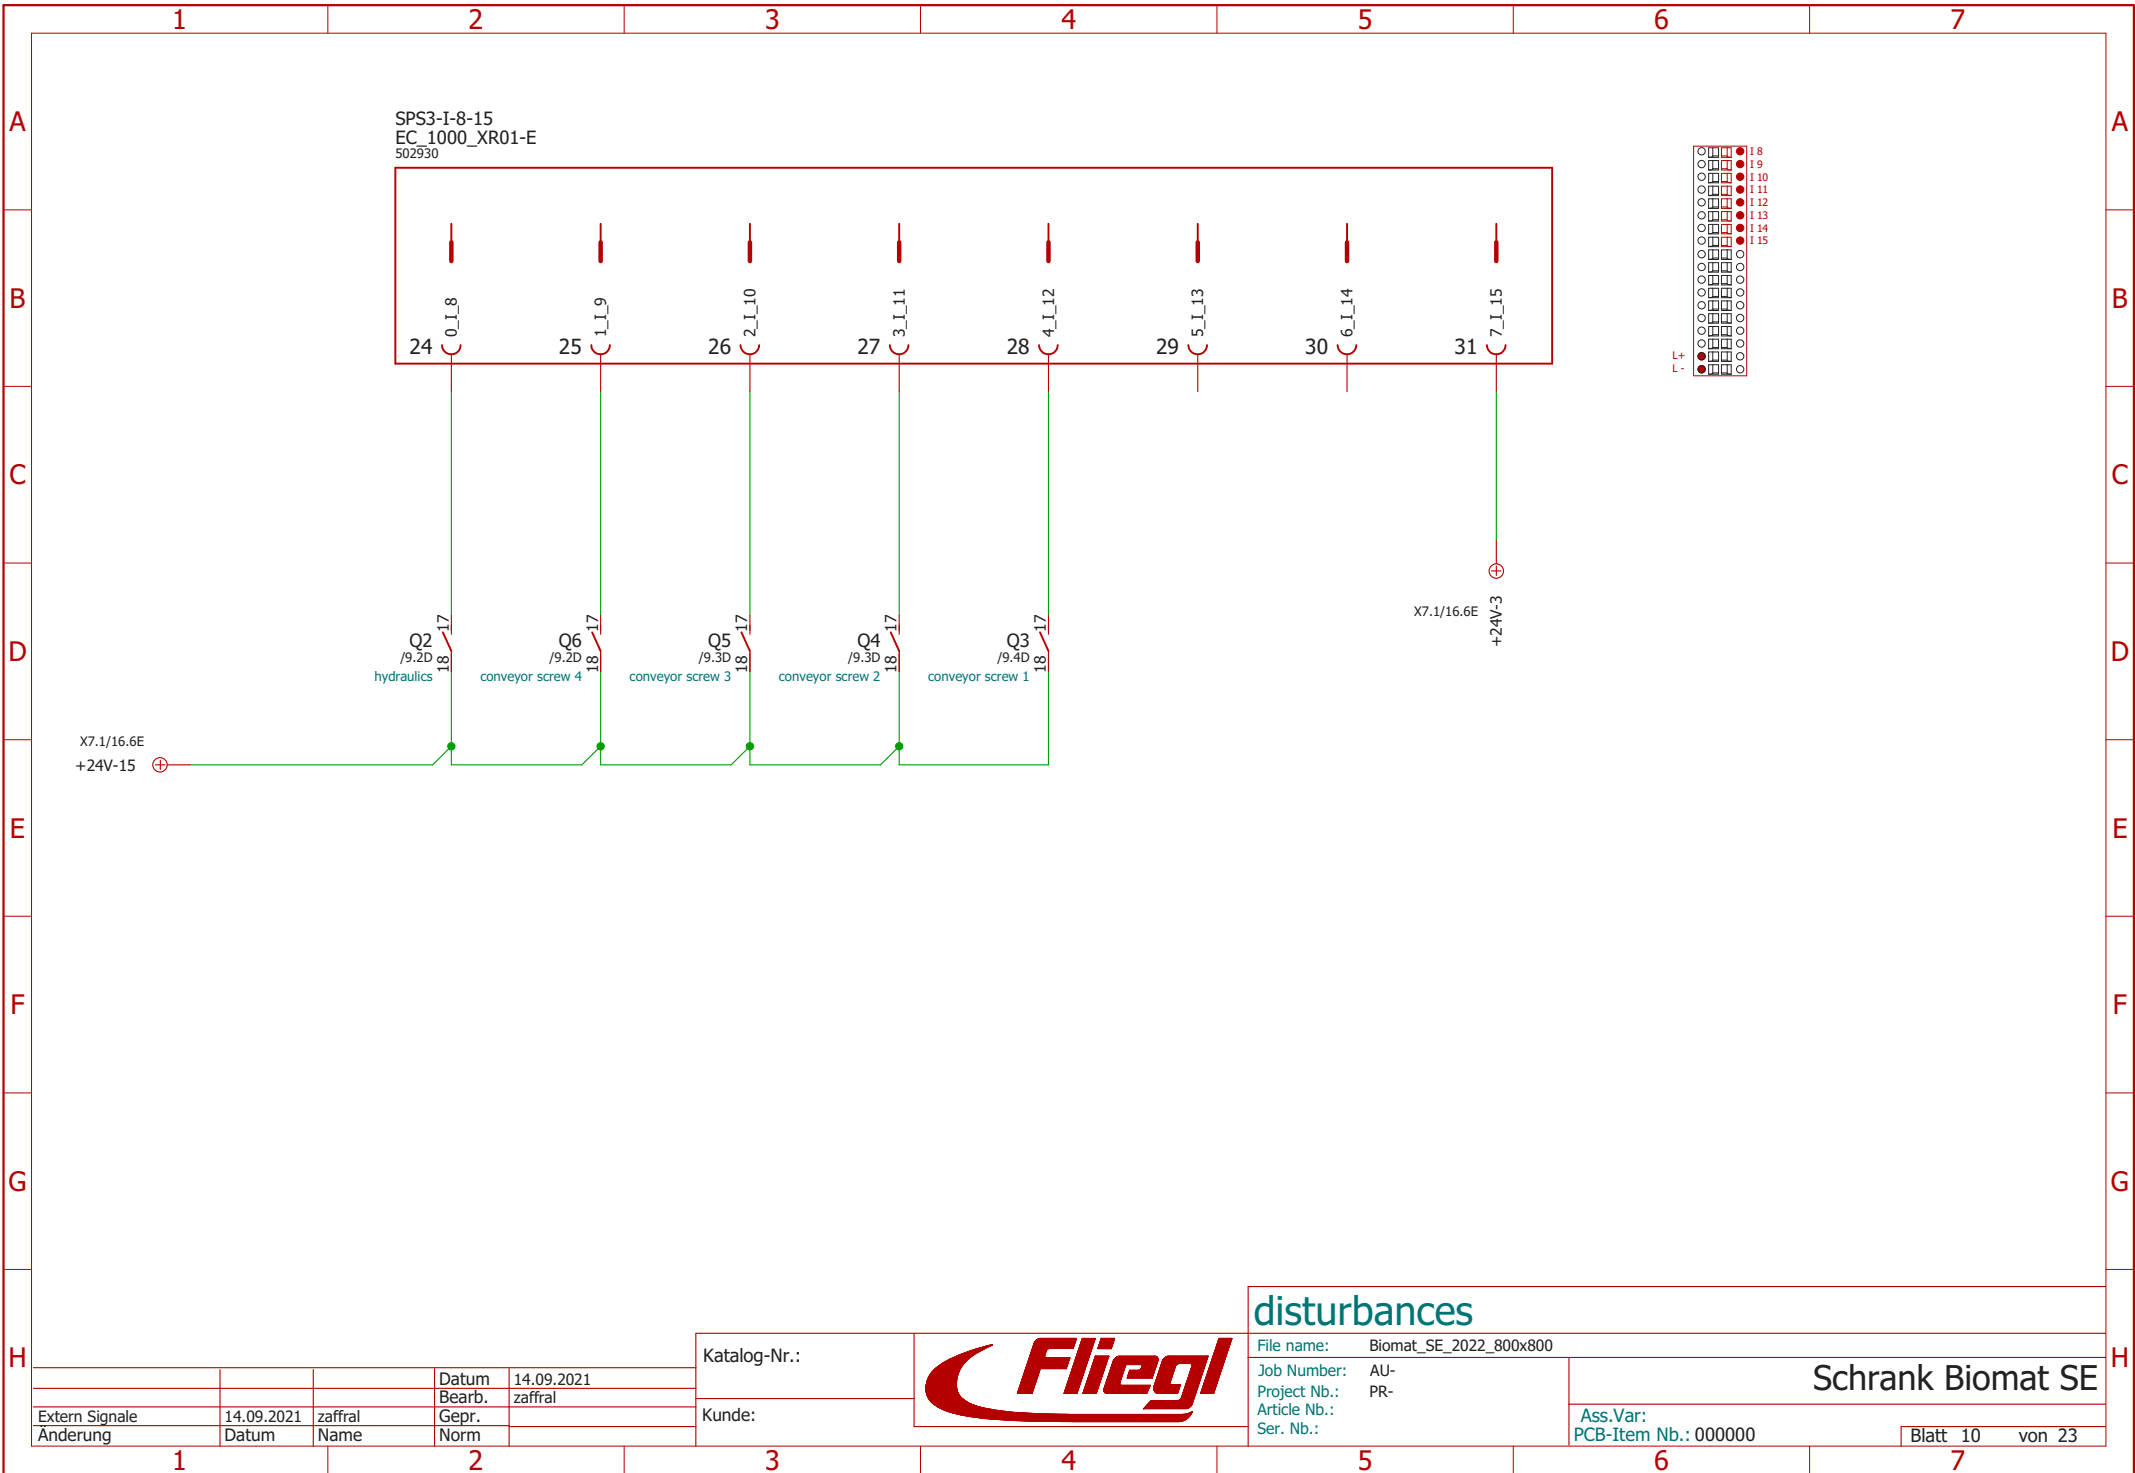 1 2 3 4 5 6 7
A A
SPS3-I-8-15
EC_1000_XR01-E
502930
I 8
I 9
I 10
I 11
I 12
I 13
I 14
I 15
L+
L -
B B
0_I_8 1_I_9 2_I_10 3_I_11 4_I_12 5_I_13 6_I_14 7_I_15
24 25 26 27 28 29 30 31
C C
D D
17 17 17 17 17
Q2 Q6 Q5 Q4 Q3
/9.2D /9.2D /9.3D /9.3D /9.4D
18 18 18 18 18
hydraulics conveyor screw 4 conveyor screw 3 conveyor screw 2 conveyor screw 1
X7.1/16.6E
+24V-3
X7.1/16.6E
+24V-15
E E
F F
G G
H H
disturbances
File name: Biomat_SE_2022_800x800
Job Number: AU-
Project Nb.: PR-
Article Nb.:
Ser. Nb.:
Schrank Biomat SE
Ass.Var:
PCB-Item Nb.: 000000
Blatt 10 von 23
Katalog-Nr.:
Kunde:
Fliegl
Datum 14.09.2021
Bearb. zaffral
Extern Signale 14.09.2021 zaffral Gepr.
Änderung Datum Name Norm
1 2 3 4 5 6 7